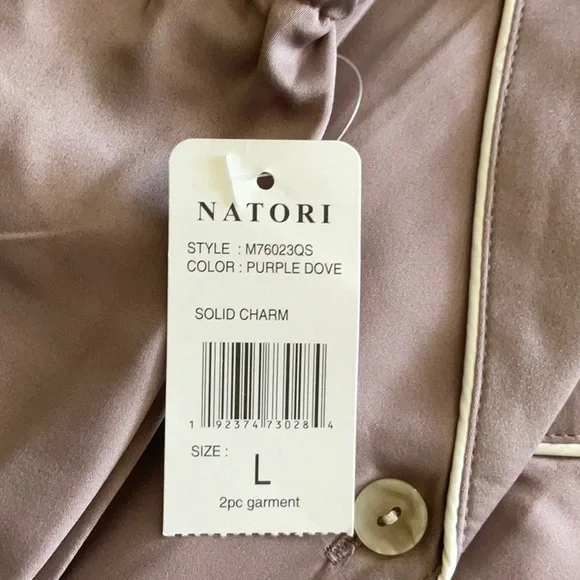 NATORI
STYLE : M76023QS
COLOR : PURPLE DOVE
SOLID CHARM
1 92374 73028 4
SIZE : L
2pc garment